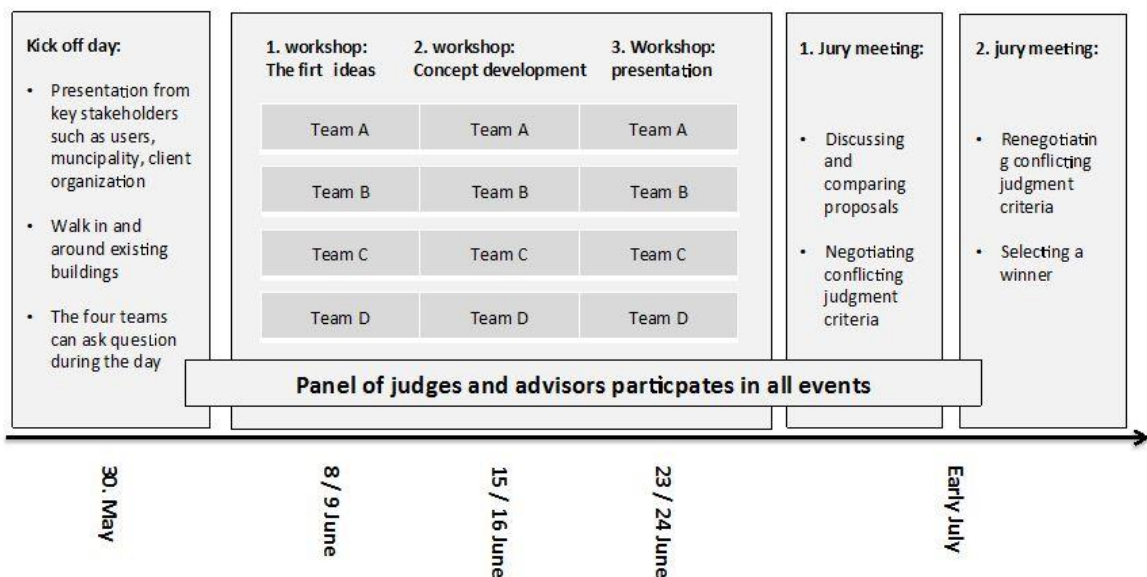 Kick off day:
• Presentation from
key stakeholders
such as users,
muncipality, client
organization
• Walk in and
around existing
buildings
• The four teams
can ask question
during the day
1. workshop:
The firt ideas
2. workshop:
Concept development
3. Workshop:
presentation
Team A Team A Team A
Team B Team B Team B
Team C Team C Team C
Team D Team D Team D
1. Jury meeting:
• Discussing
and
comparing
proposals
• Negotiating
conflicting
judgment
criteria
2. jury meeting:
• Renegotiatin
g conflicting
judgment
criteria
• Selecting a
winner
Panel of judges and advisors particpates in all events
30. May
8 / 9 June
15 / 16 June
23 / 24 June
Early July